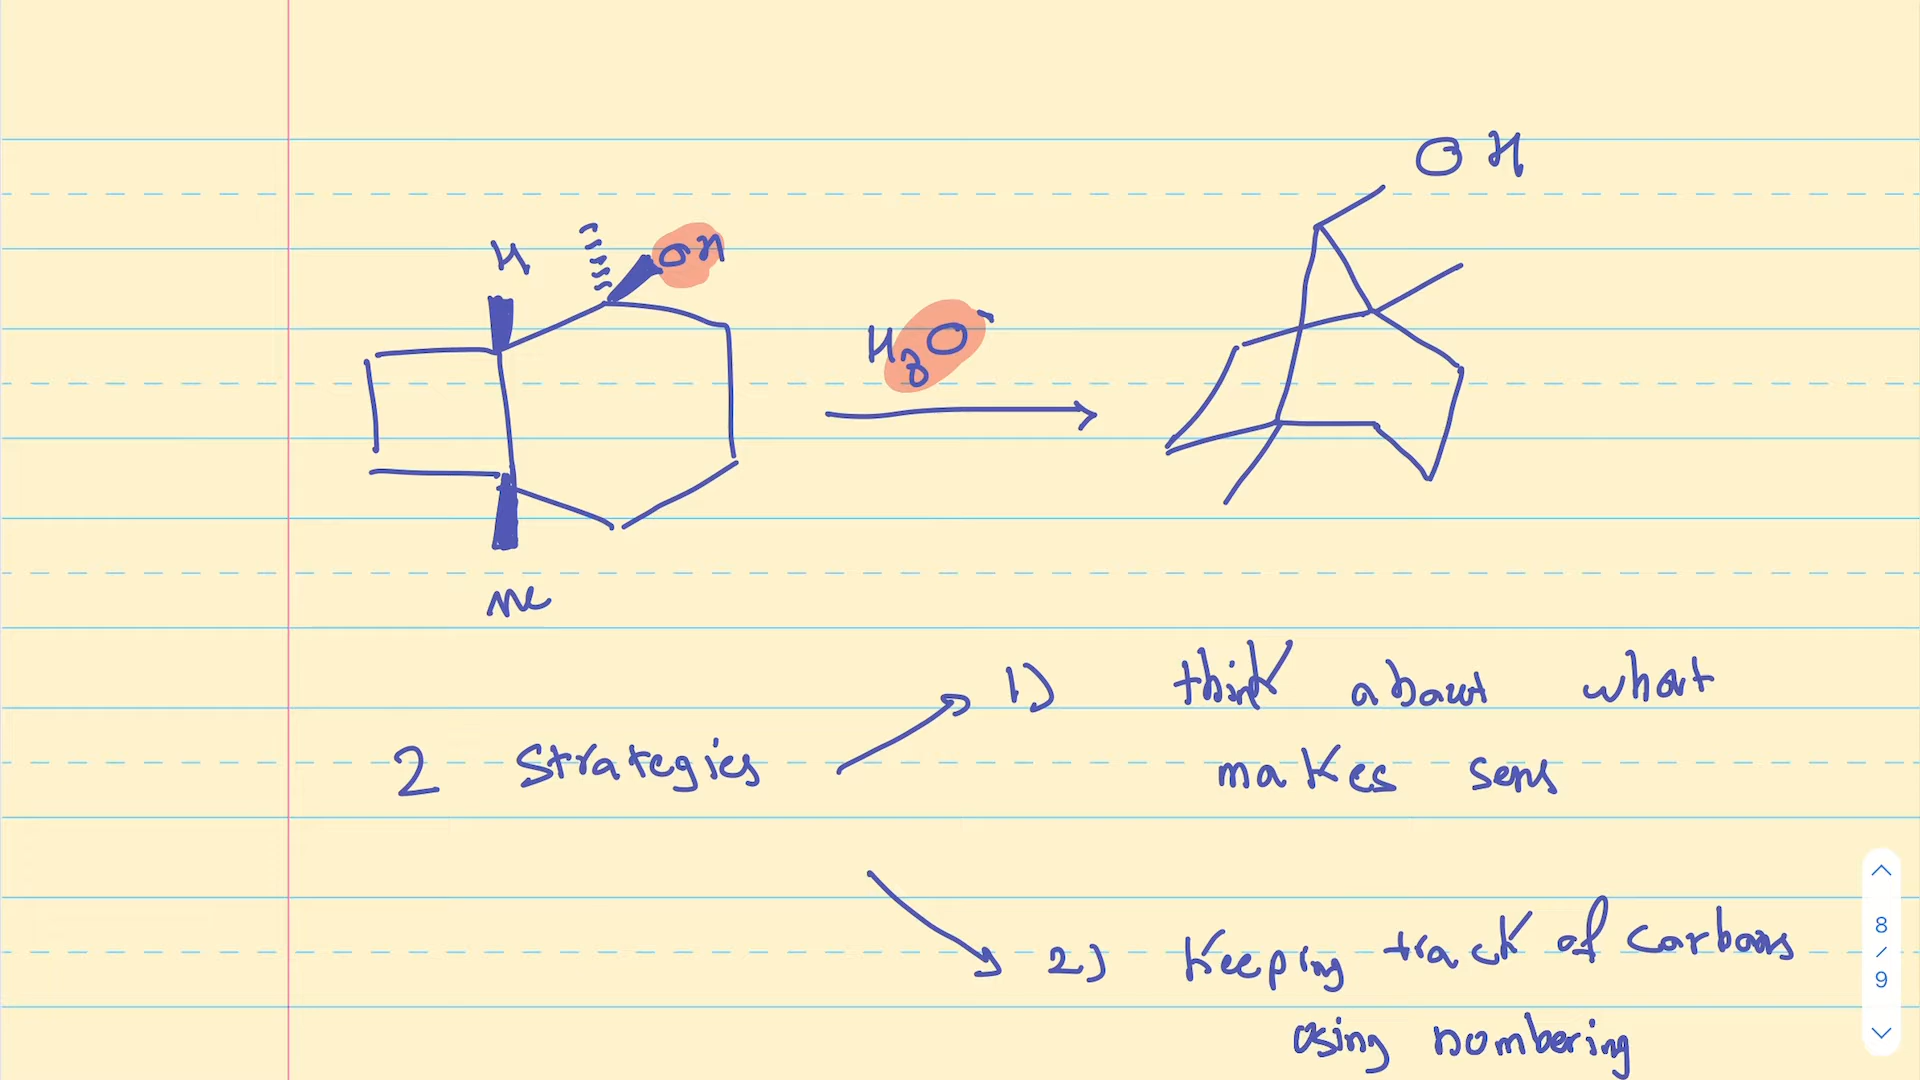 OH
H
OH
H3O+
Me
1) think about what
makes sens
2 Strategies
2) Keeping track of carbons
using nombering
8
/
9